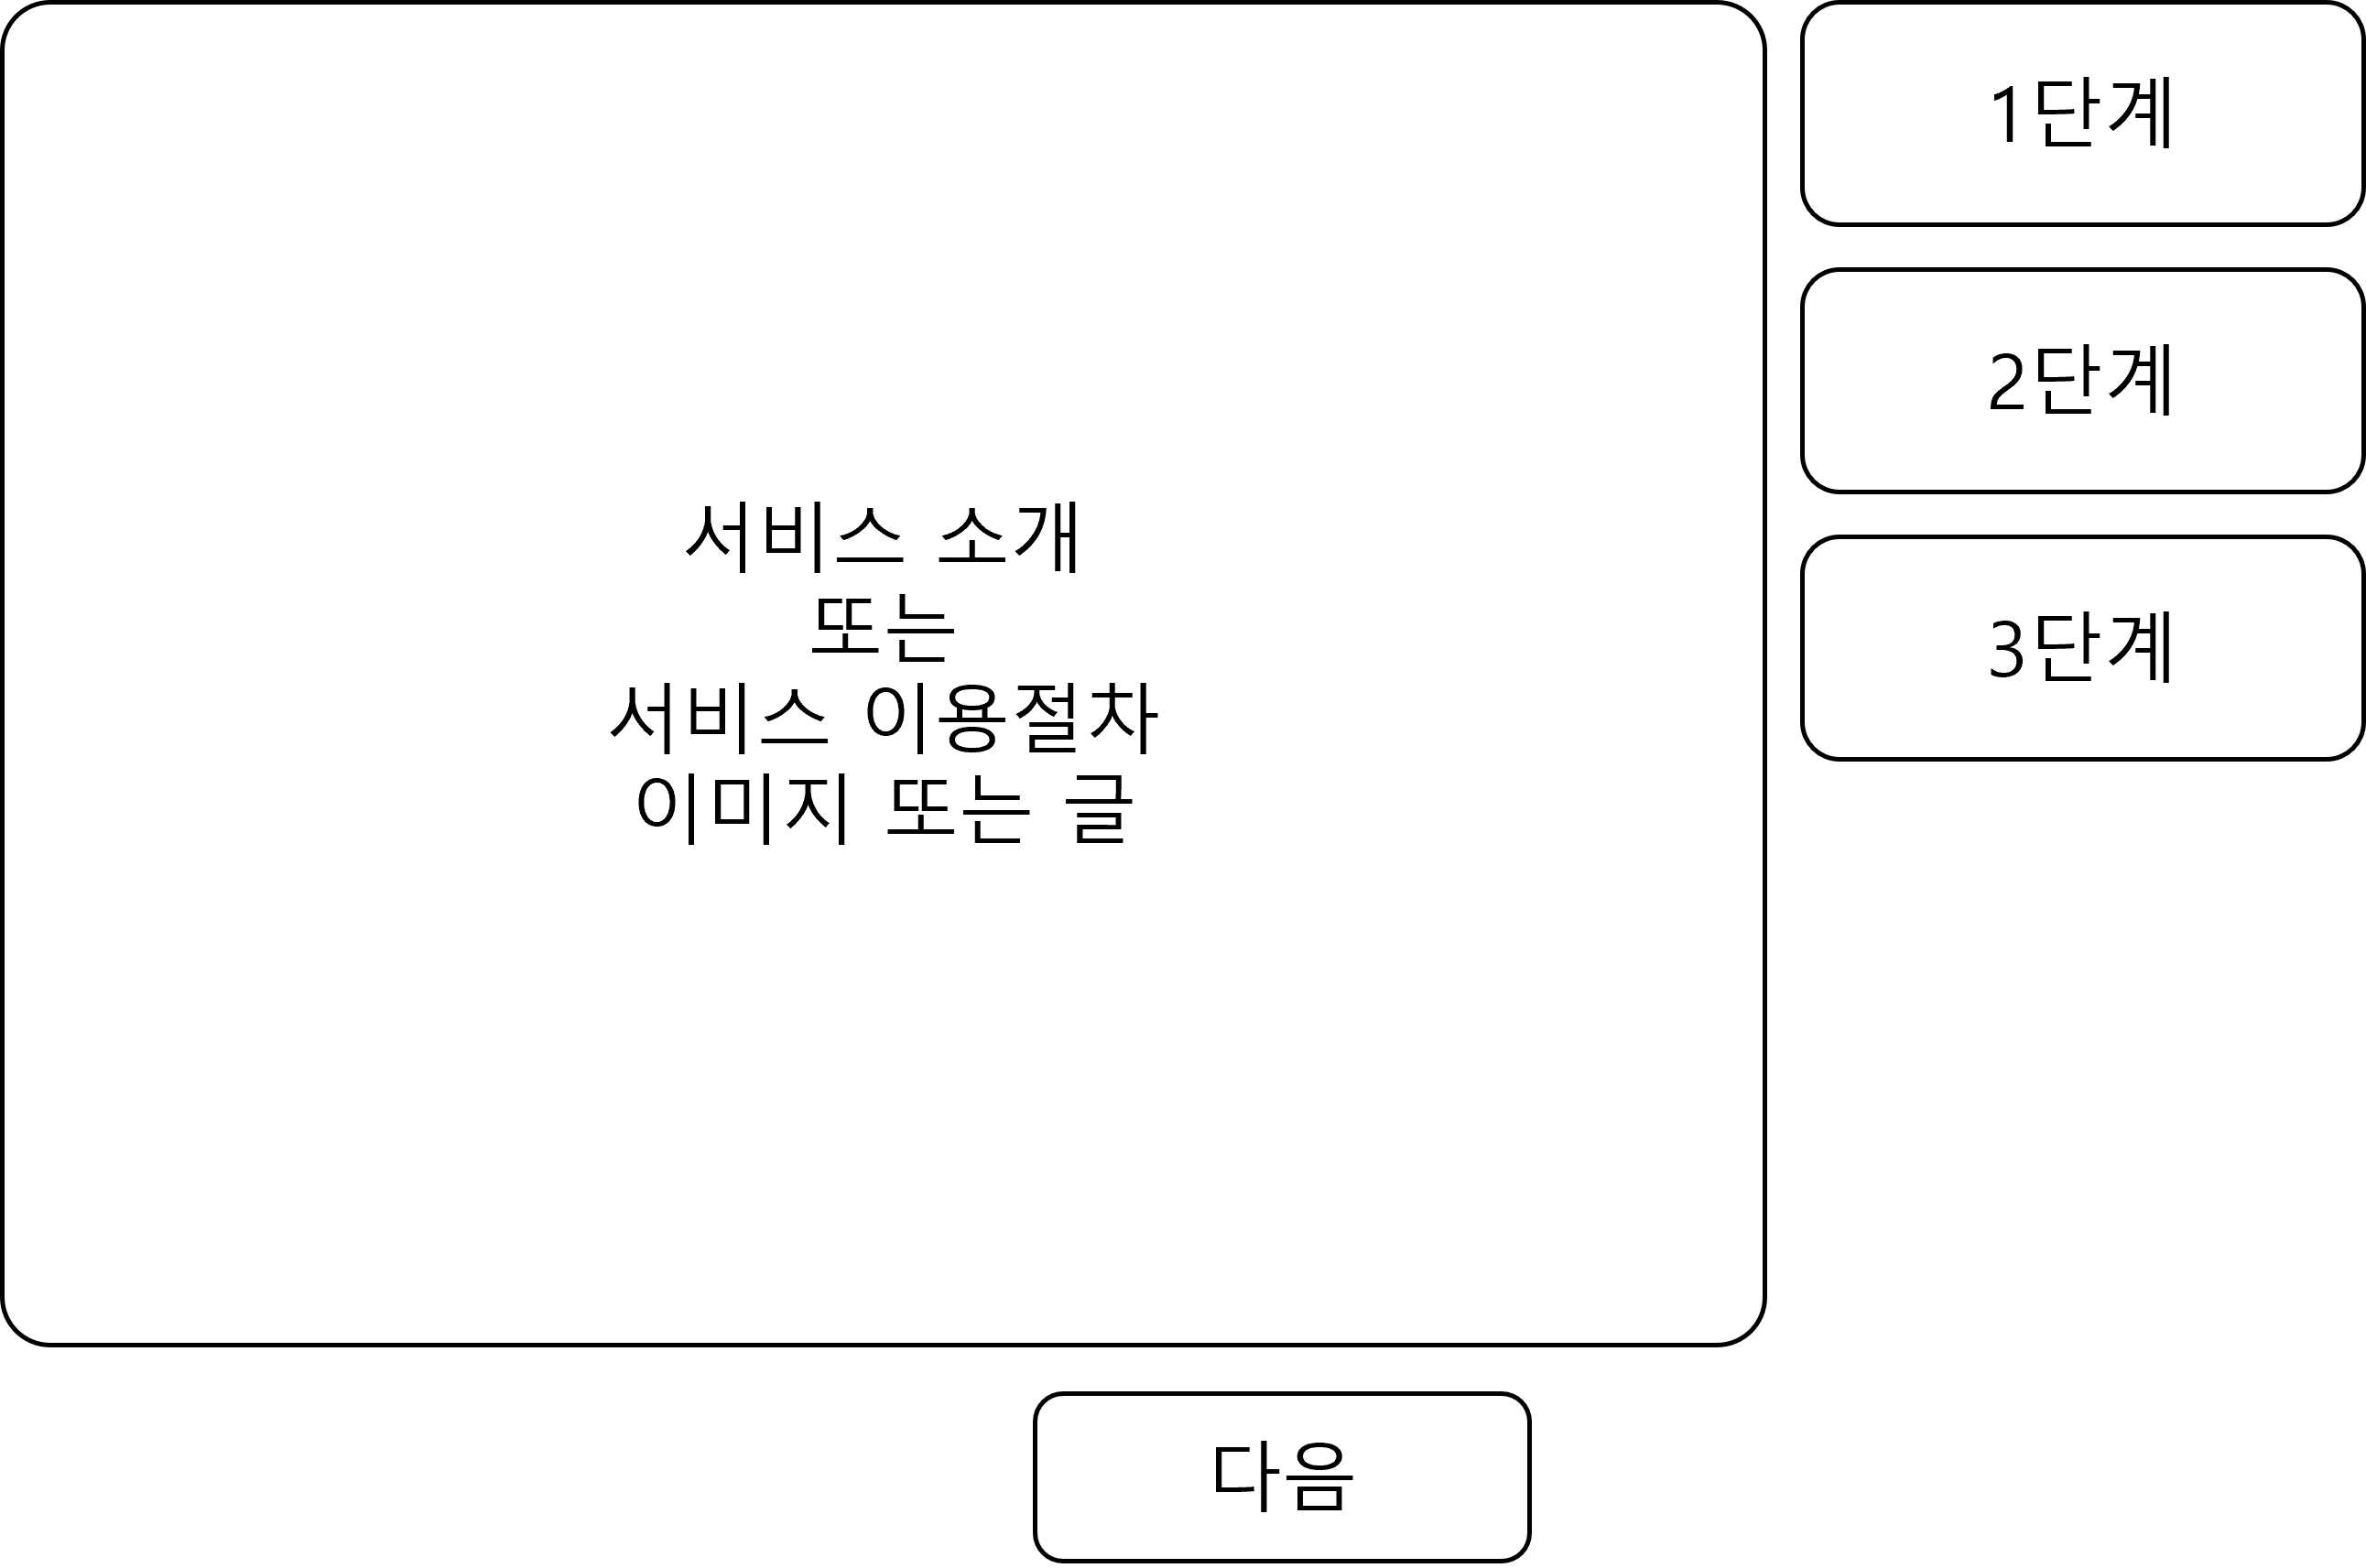 서비스 소개
또는
서비스 이용절차
이미지 또는 글
1단계
2단계
3단계
다음